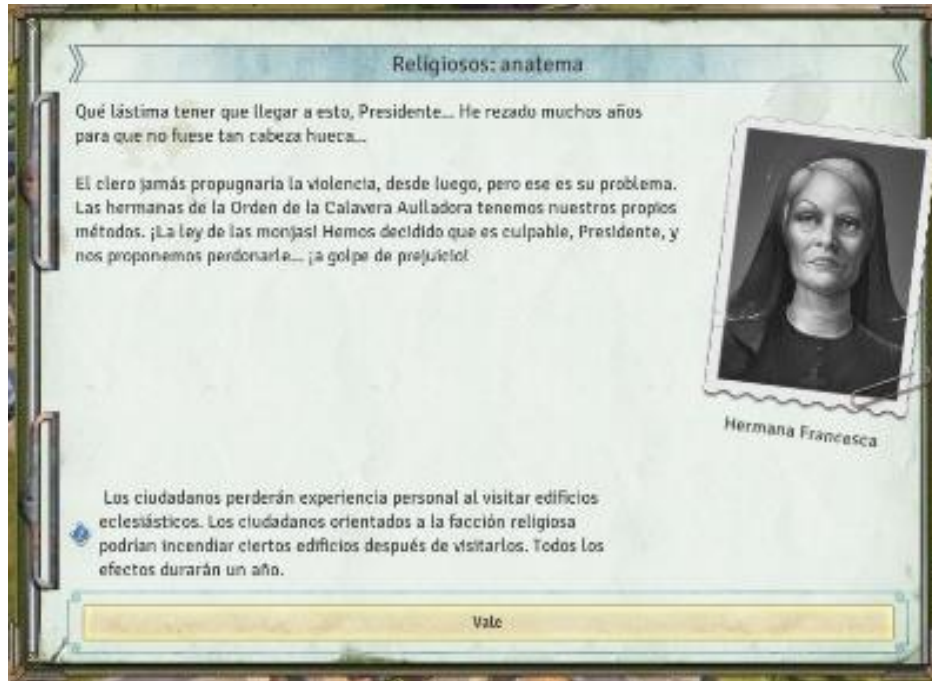 Religiosos: anatema
Qué lástima tener que llegar a esto, Presidente... He rezado muchos años
para que no fuese tan cabeza hueca...
El clero jamás propugnaría la violencia, desde luego, pero ese es su problema.
Las hermanas de la Orden de la Calavera Aulladora tenemos nuestros propios
métodos. ¡La ley de las monjas! Hemos decidido que es culpable, Presidente, y
nos proponemos perdonarle... ¡a golpe de prejuicio!
Hermana Francesca
Los ciudadanos perderán experiencia personal al visitar edificios
eclesiásticos. Los ciudadanos orientados a la facción religiosa
podrían incendiar ciertos edificios después de visitarlos. Todos los
efectos durarán un año.
Vale